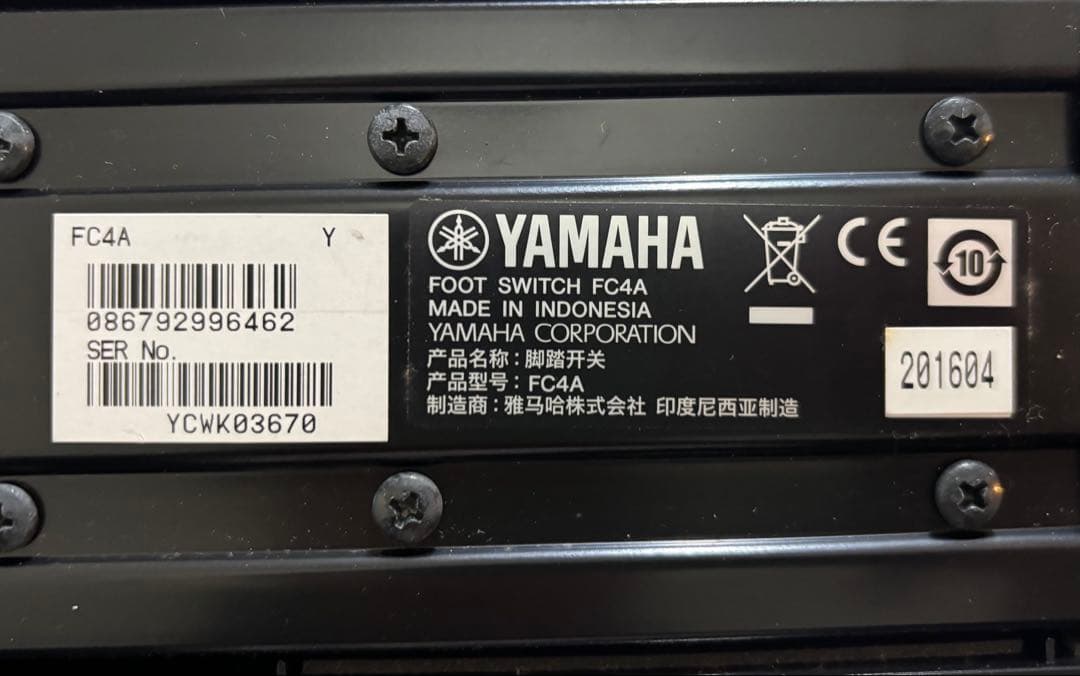 FC4A Y
086792996462
SER No.
YCWK03670
YAMAHA
FOOT SWITCH FC4A
MADE IN INDONESIA
YAMAHA CORPORATION
产品名称：脚踏开关
产品型号：FC4A
制造商：雅马哈株式会社 印度尼西亚制造
CE
10
201604